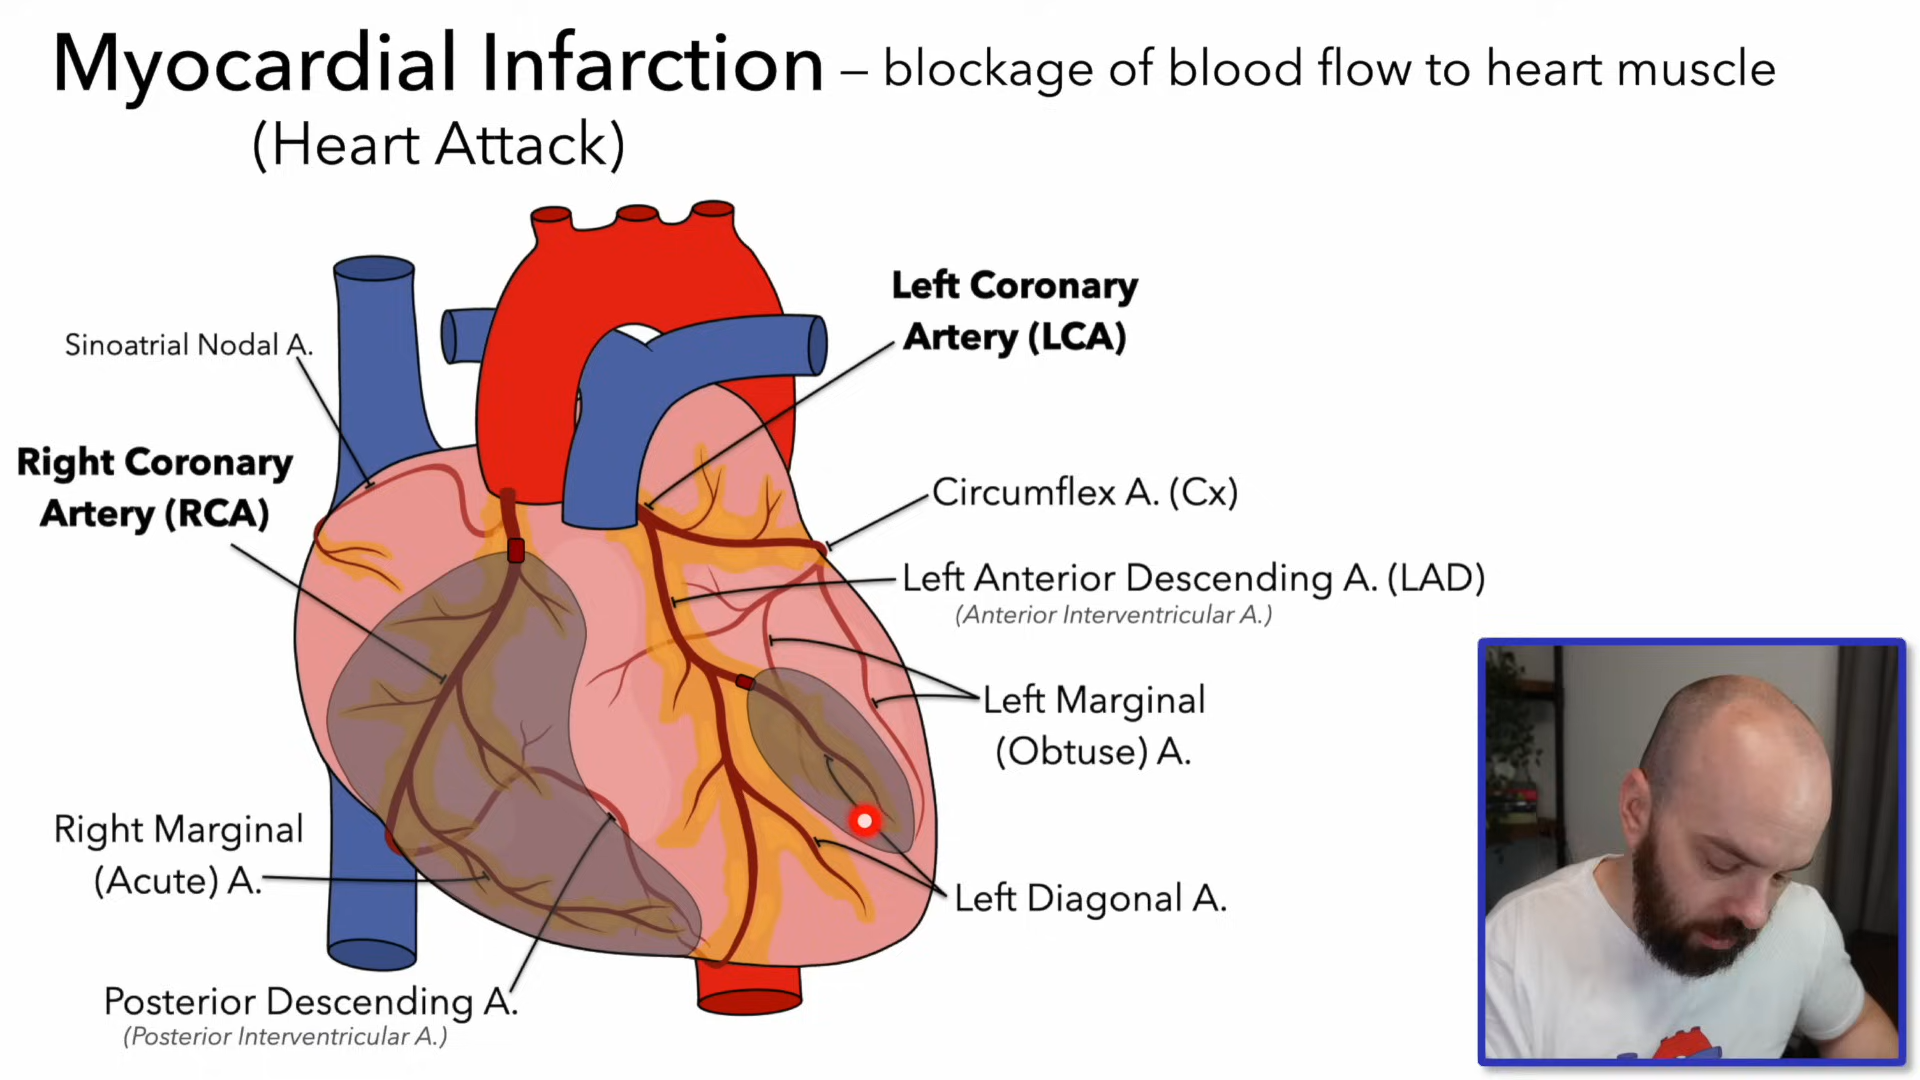 Myocardial Infarction – blockage of blood flow to heart muscle
(Heart Attack)
Left Coronary
Artery (LCA)
Sinoatrial Nodal A.
Right Coronary
Artery (RCA)
Circumflex A. (Cx)
Left Anterior Descending A. (LAD)
(Anterior Interventricular A.)
Left Marginal
(Obtuse) A.
Right Marginal
(Acute) A.
Left Diagonal A.
Posterior Descending A.
(Posterior Interventricular A.)